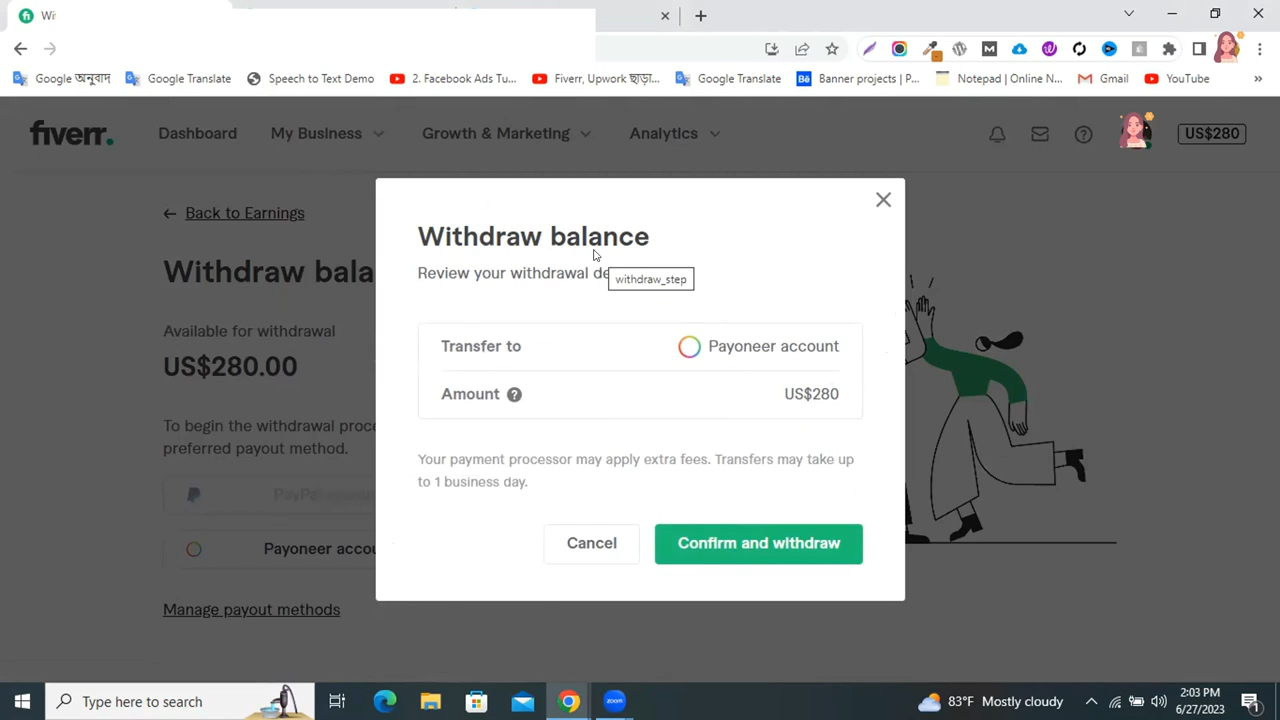 Wi
Google অনুবাদ
Google Translate
Speech to Text Demo
2. Facebook Ads Tu...
Fiverr, Upwork ছাড়া...
Google Translate
Banner projects | P...
Notepad | Online N...
Gmail
YouTube
»
fiverr.
Dashboard
My Business
Growth & Marketing
Analytics
US$280
Back to Earnings
Withdraw bala
Available for withdrawal
US$280.00
To begin the withdrawal proc
preferred payout method.
Payoneer accou
Manage payout methods
Withdraw balance
Review your withdrawal de
withdraw_step
Transfer to
Payoneer account
Amount ?
US$280
Your payment processor may apply extra fees. Transfers may take up
to 1 business day.
Cancel
Confirm and withdraw
Type here to search
zoom
83°F Mostly cloudy
2:03 PM
6/27/2023
1